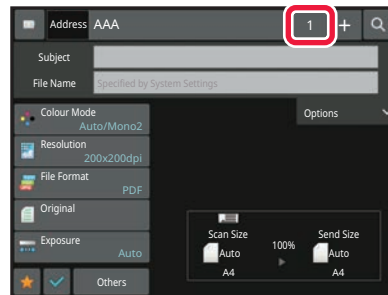 Address AAA 1 +
Subject
File Name Specified by System Settings
Colour Mode
Auto/Mono2
Options
Resolution
200x200dpi
File Format
PDF
Original
Exposure
Auto
Scan Size 100% Send Size
Auto Auto
A4 A4
Others